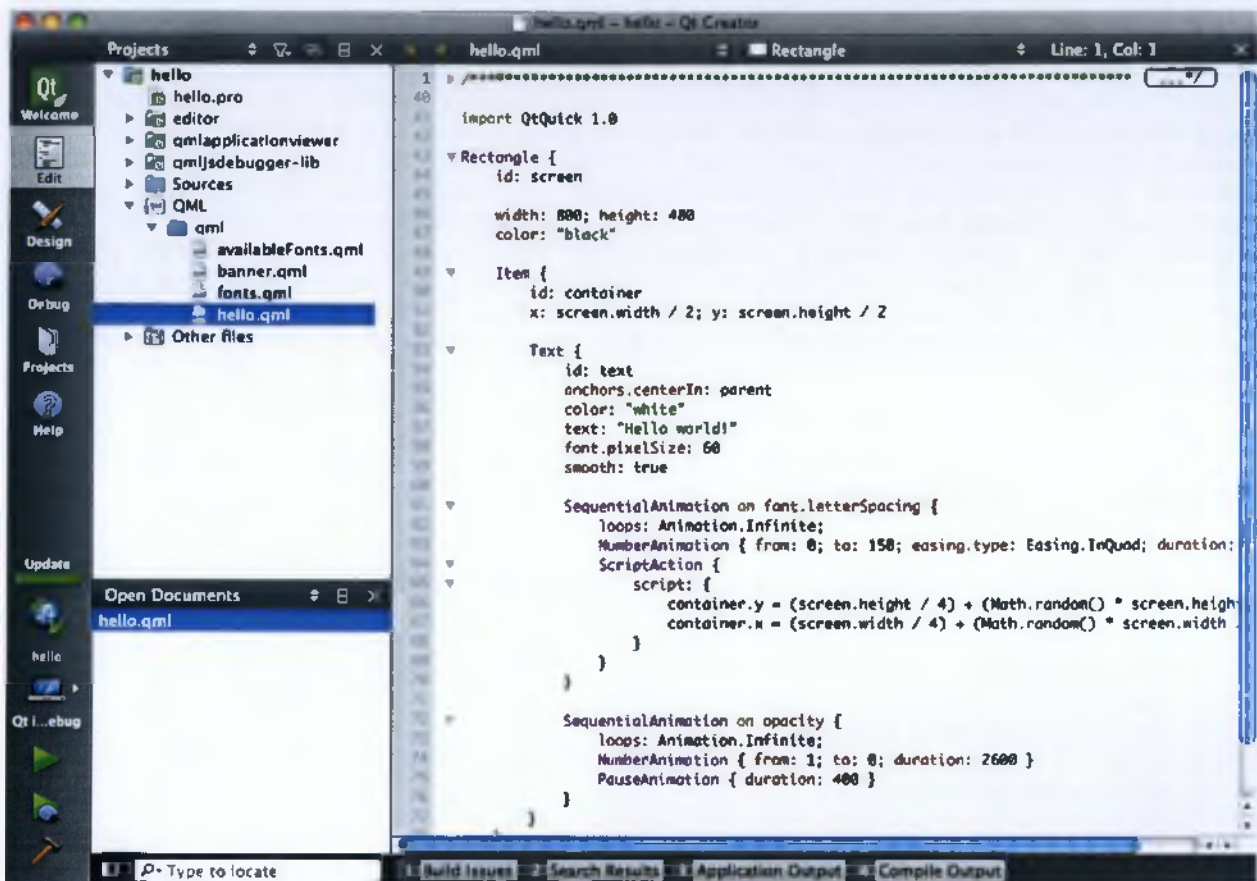 hello.qml - hello - Qt Creator
Projects
hello.qml
Rectangle
Line: 1, Col: 1
Qt
Welcome
Edit
Design
Debug
Projects
Help
Update
hello
Qt i...ebug
hello
hello.pro
editor
qmlapplicationviewer
qmljsdebugger-lib
Sources
QML
qml
availableFonts.qml
banner.qml
fonts.qml
hello.qml
Other files
Open Documents
hello.qml
Type to locate
1 /**** ...*/
40
import QtQuick 1.0
Rectangle {
id: screen
width: 800; height: 480
color: "black"
Item {
id: container
x: screen.width / 2; y: screen.height / 2
Text {
id: text
anchors.centerIn: parent
color: "white"
text: "Hello world!"
font.pixelSize: 60
smooth: true
SequentialAnimation on font.letterSpacing {
loops: Animation.Infinite;
NumberAnimation { from: 0; to: 150; easing.type: Easing.InQuad; duration:
ScriptAction {
script: {
container.y = (screen.height / 4) + (Math.random() * screen.heigh
container.x = (screen.width / 4) + (Math.random() * screen.width
}
}
}
SequentialAnimation on opacity {
loops: Animation.Infinite;
NumberAnimation { from: 1; to: 0; duration: 2600 }
PauseAnimation { duration: 400 }
}
}
1 Build Issues 2 Search Results 3 Application Output 4 Compile Output